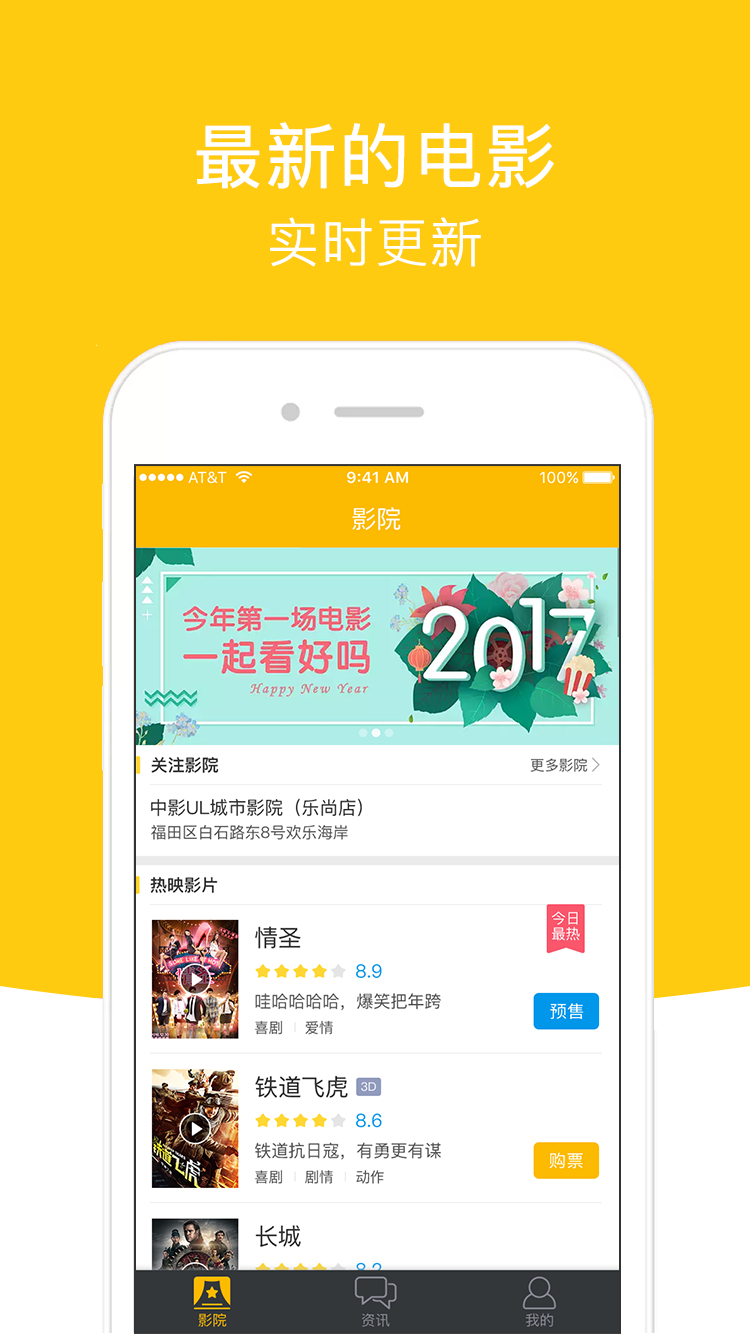 最新的电影
实时更新
AT&T 9:41 AM 100%
影院
今年第一场电影
一起看好吗
Happy New Year
2017
关注影院 更多影院
中影UL城市影院（乐尚店）
福田区白石路东8号欢乐海岸
热映影片
今日
最热
情圣
8.9
哇哈哈哈哈，爆笑把年跨
喜剧 爱情
预售
铁道飞虎 3D
8.6
铁道抗日寇，有勇更有谋
喜剧 剧情 动作
购票
铁道飞虎
长城
8.2
影院 资讯 我的